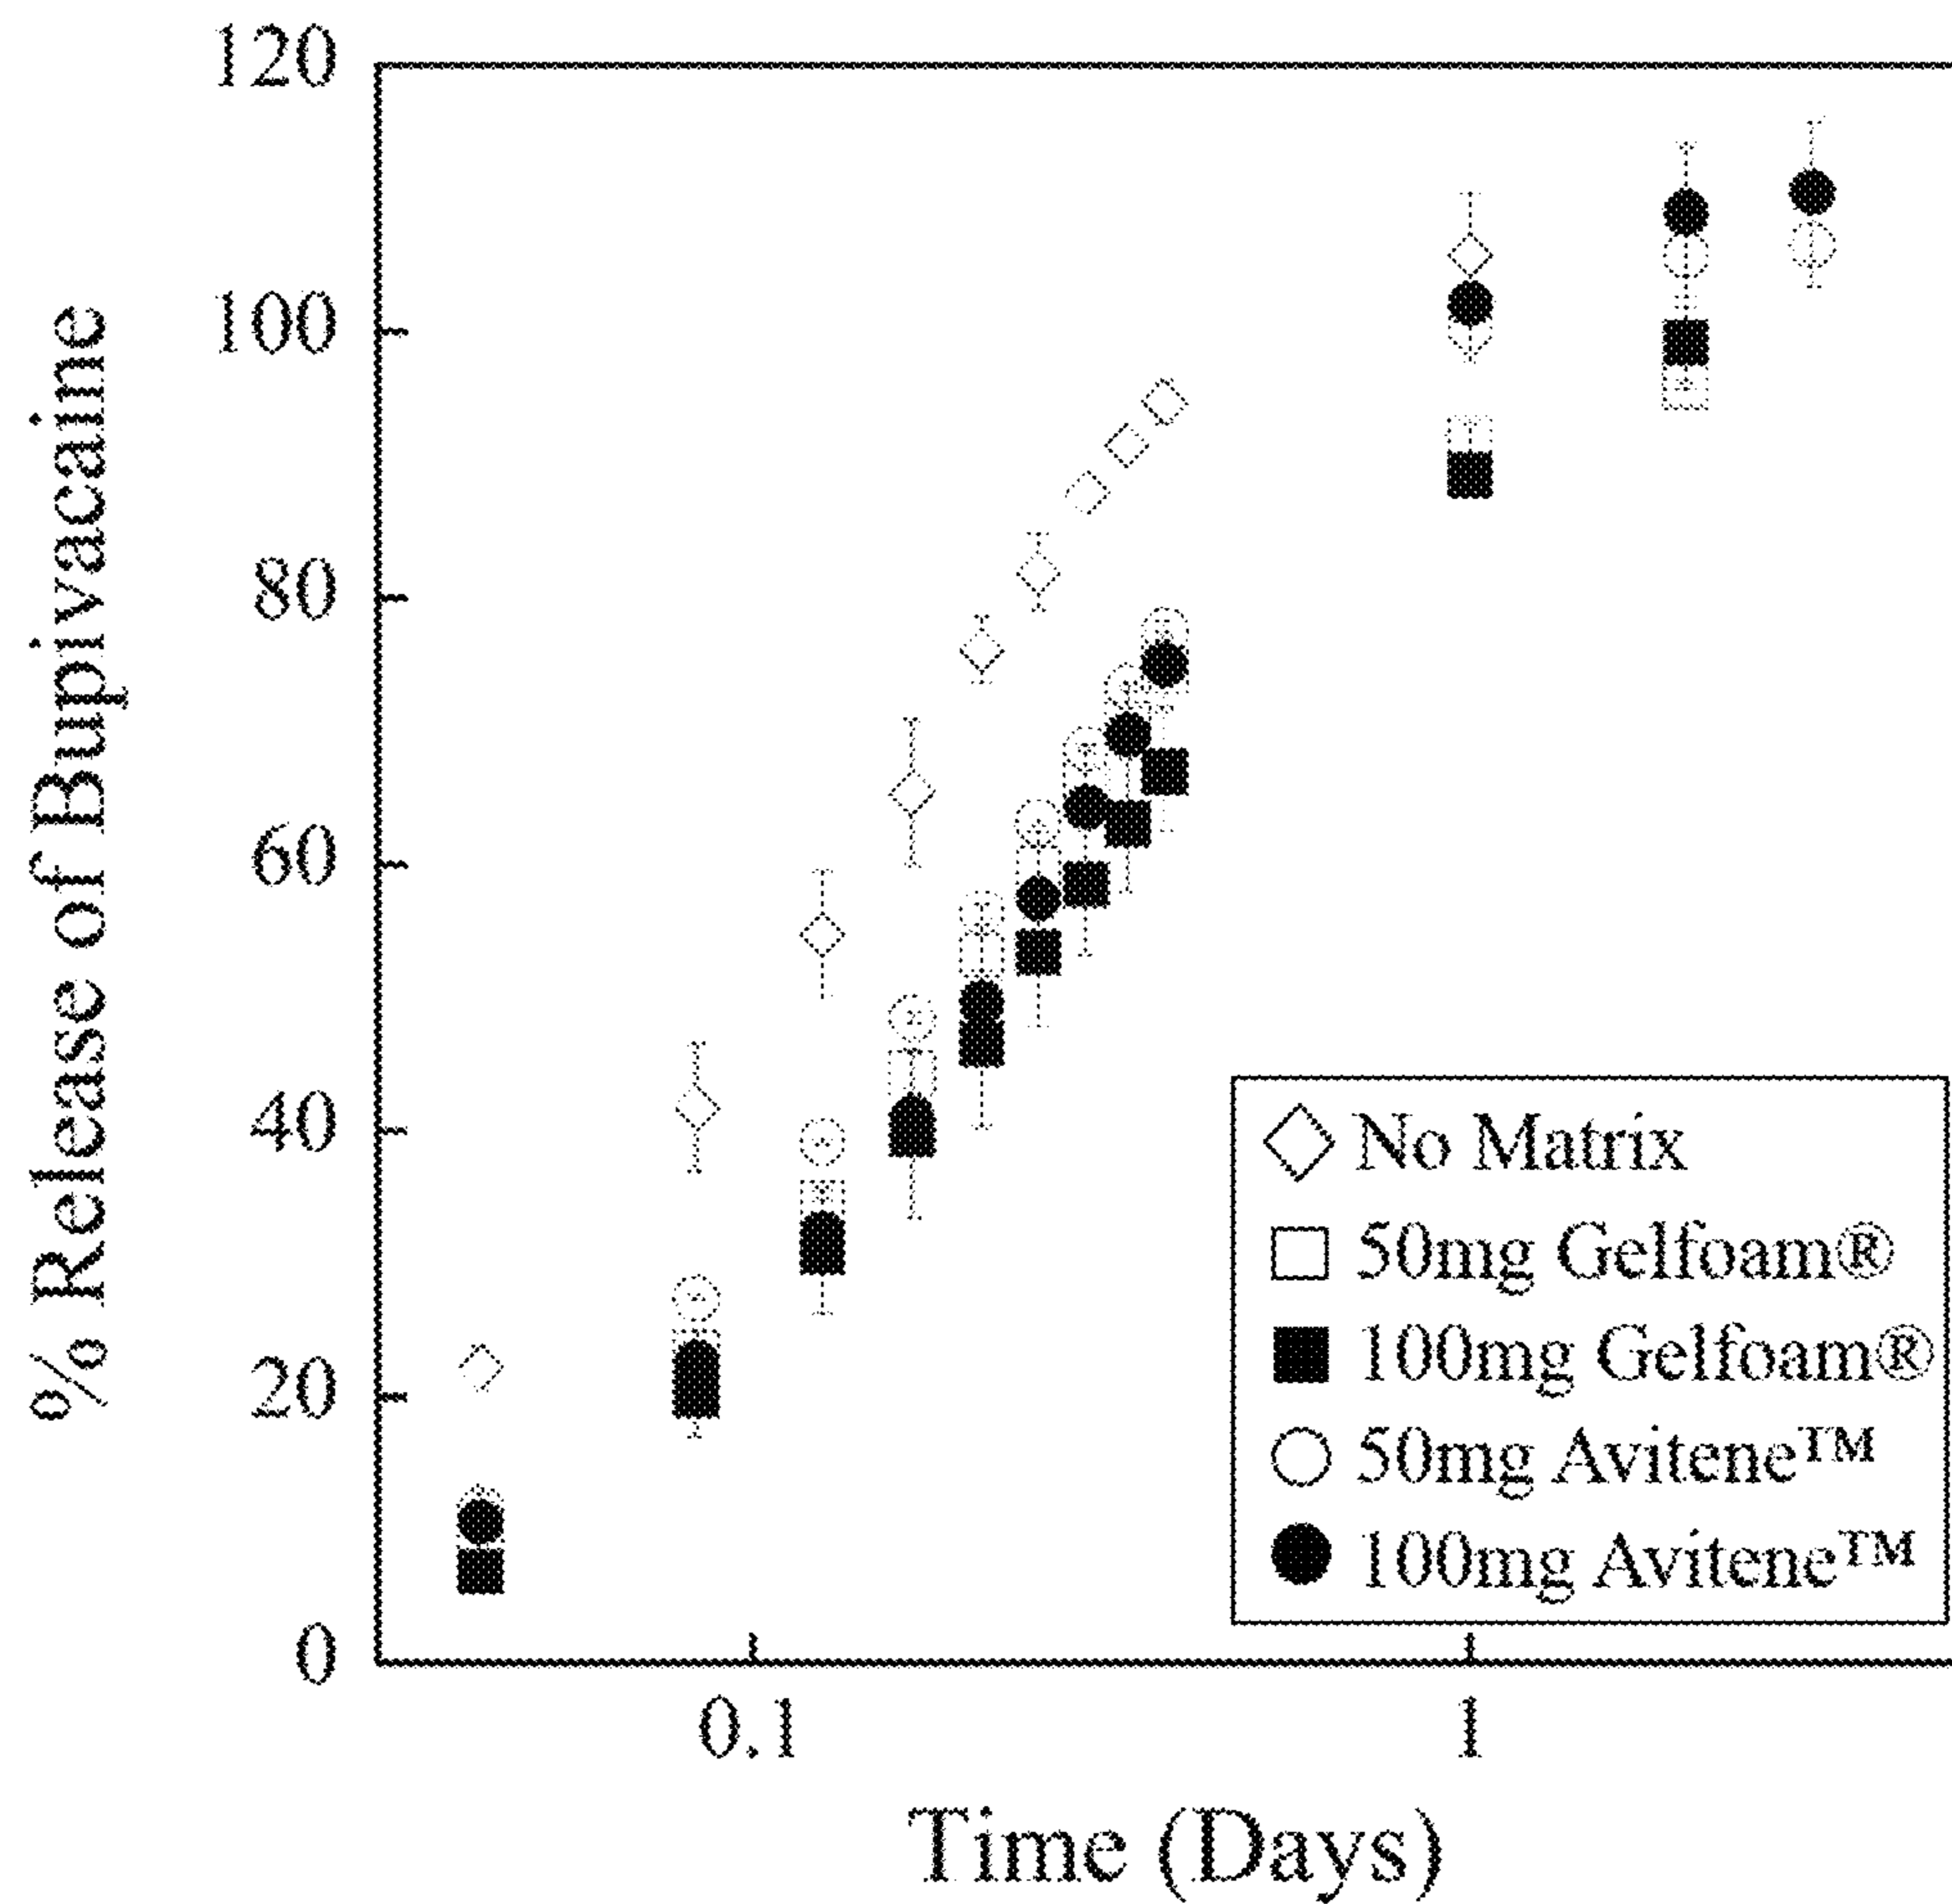 % Release of Bupivacaine
120
100
80
60
40
20
0
0.1
1
Time (Days)
No Matrix
50mg Gelfoam®
100mg Gelfoam®
50mg Avitene™
100mg Avitene™